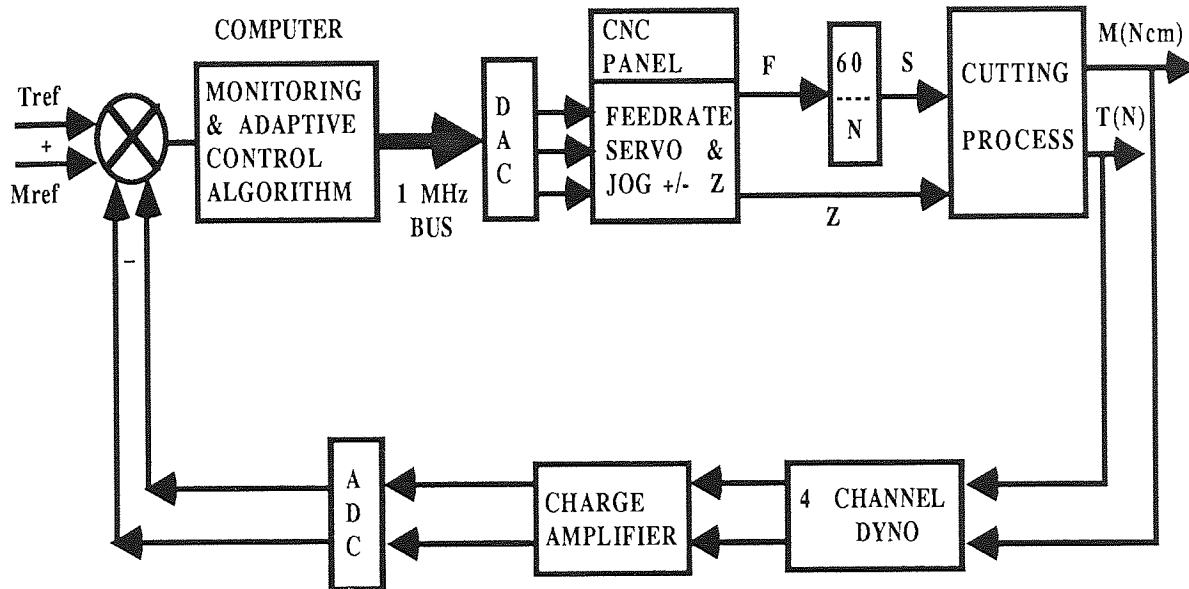 COMPUTER
Tref
+
Mref
–
MONITORING
& ADAPTIVE
CONTROL
ALGORITHM
1 MHz
BUS
D
A
C
CNC
PANEL
FEEDRATE
SERVO &
JOG +/- Z
F
Z
60
----
N
S
CUTTING
PROCESS
M(Ncm)
T(N)
A
D
C
CHARGE
AMPLIFIER
4 CHANNEL
DYNO